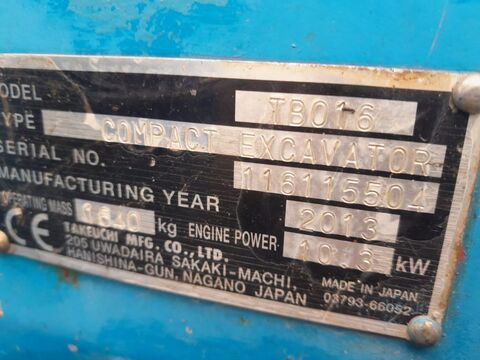 MODEL TB016
TYPE COMPACT EXCAVATOR
SERIAL NO. 116115504
MANUFACTURING YEAR 2013
OPERATING MASS 1640 kg ENGINE POWER 10.3 kW
CE TAKEUCHI MFG. CO., LTD.
205 UWADAIRA SAKAKI-MACHI,
HANISHINA-GUN, NAGANO JAPAN
MADE IN JAPAN
03793-66052